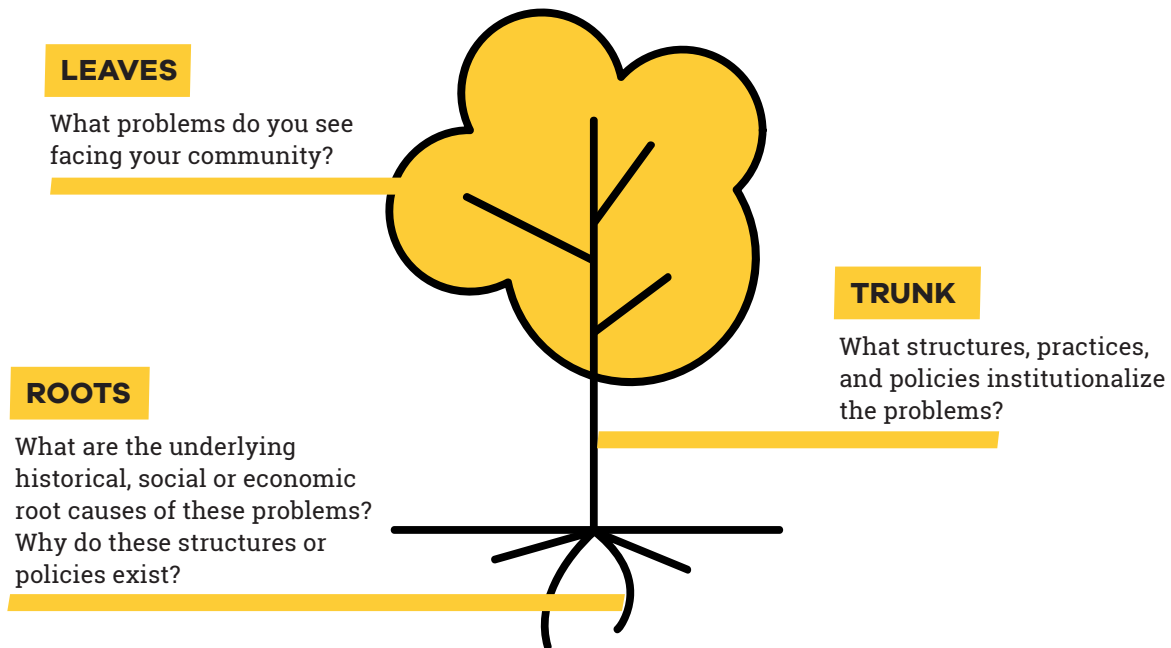 LEAVES
What problems do you see
facing your community?
TRUNK
What structures, practices,
and policies institutionalize
the problems?
ROOTS
What are the underlying
historical, social or economic
root causes of these problems?
Why do these structures or
policies exist?